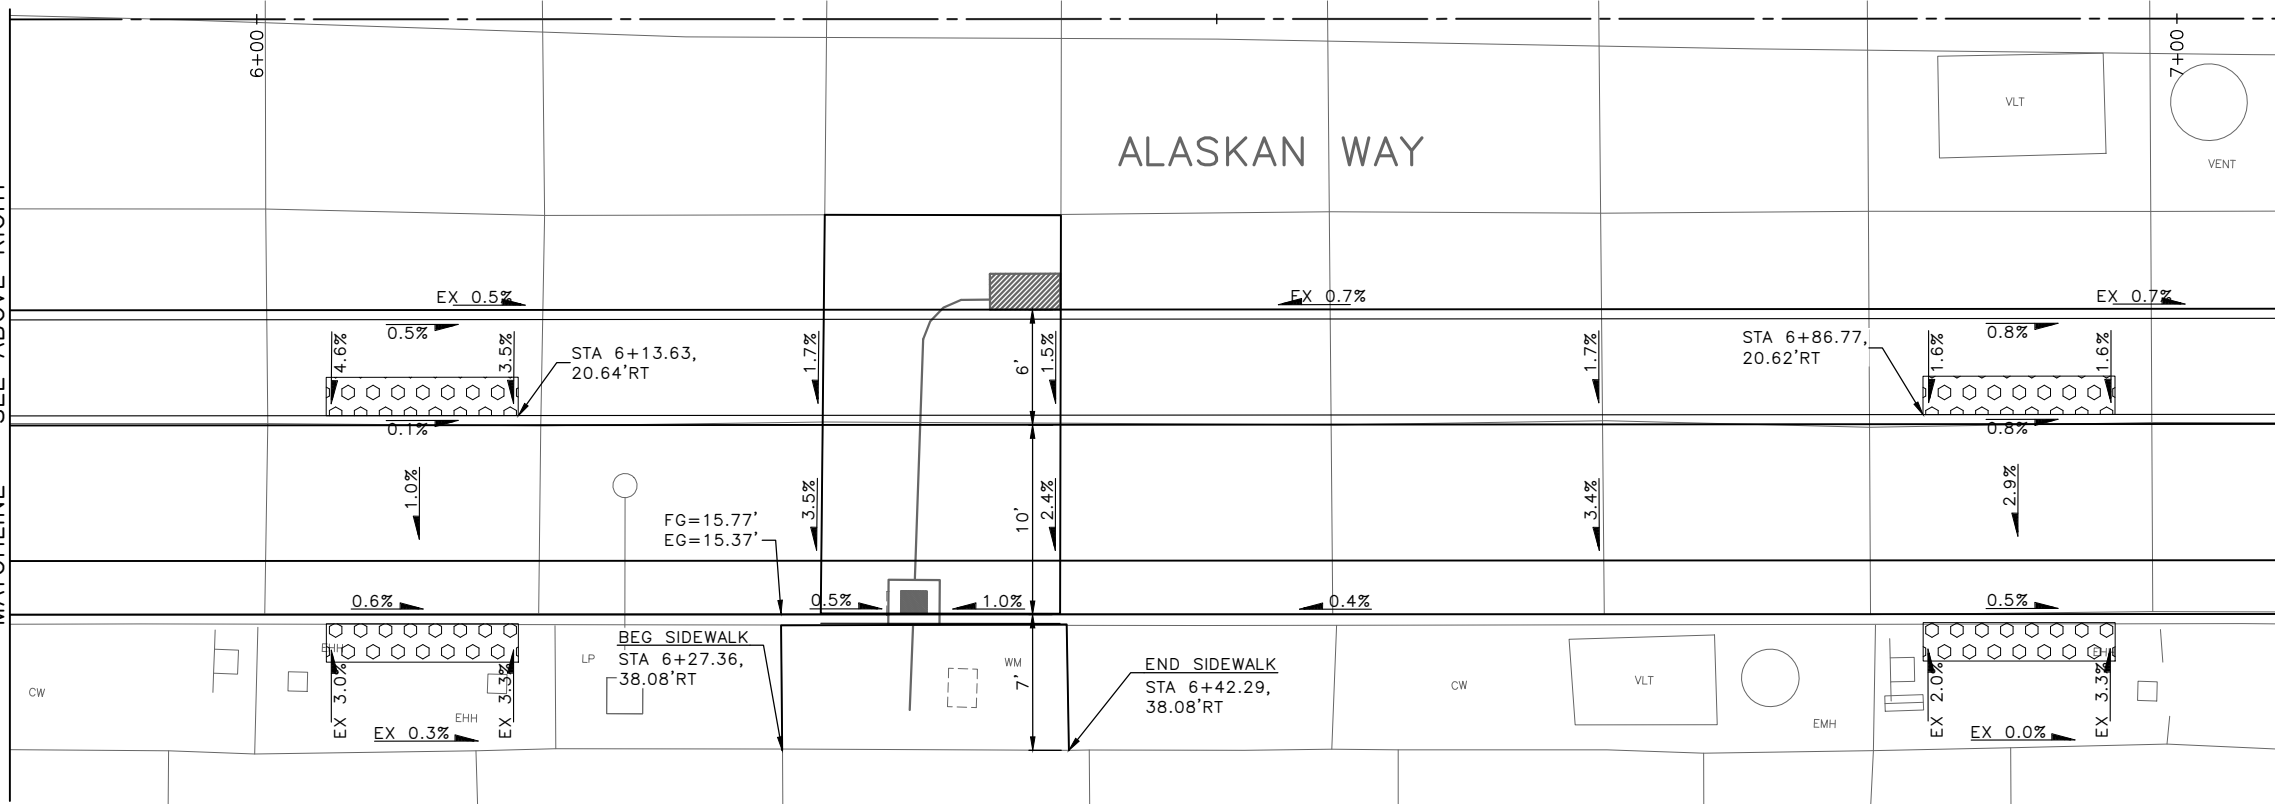 6+00
7+00
VLT
VENT
ALASKAN WAY
EX 0.5%
EX 0.7%
EX 0.7%
0.5%
0.8%
4.6%
3.5%
STA 6+13.63,
20.64'RT
1.7%
6'
1.5%
1.7%
STA 6+86.77,
20.62'RT
1.6%
1.6%
0.1%
0.8%
1.0%
3.5%
10'
2.4%
3.4%
2.9%
FG=15.77'
EG=15.37'
0.6%
0.5%
1.0%
0.4%
0.5%
CW
EHH
EX 3.0%
EX 3.3%
EHH
EX 0.3%
LP
BEG SIDEWALK
STA 6+27.36,
38.08'RT
WM
7'
END SIDEWALK
STA 6+42.29,
38.08'RT
CW
VLT
EMH
EX 2.0%
EX 3.3%
EX 0.0%